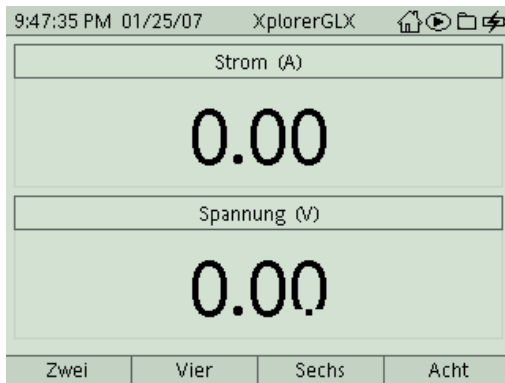 9:47:35 PM 01/25/07 XplorerGLX
Strom (A)
0.00
Spannung (V)
0.00
Zwei Vier Sechs Acht